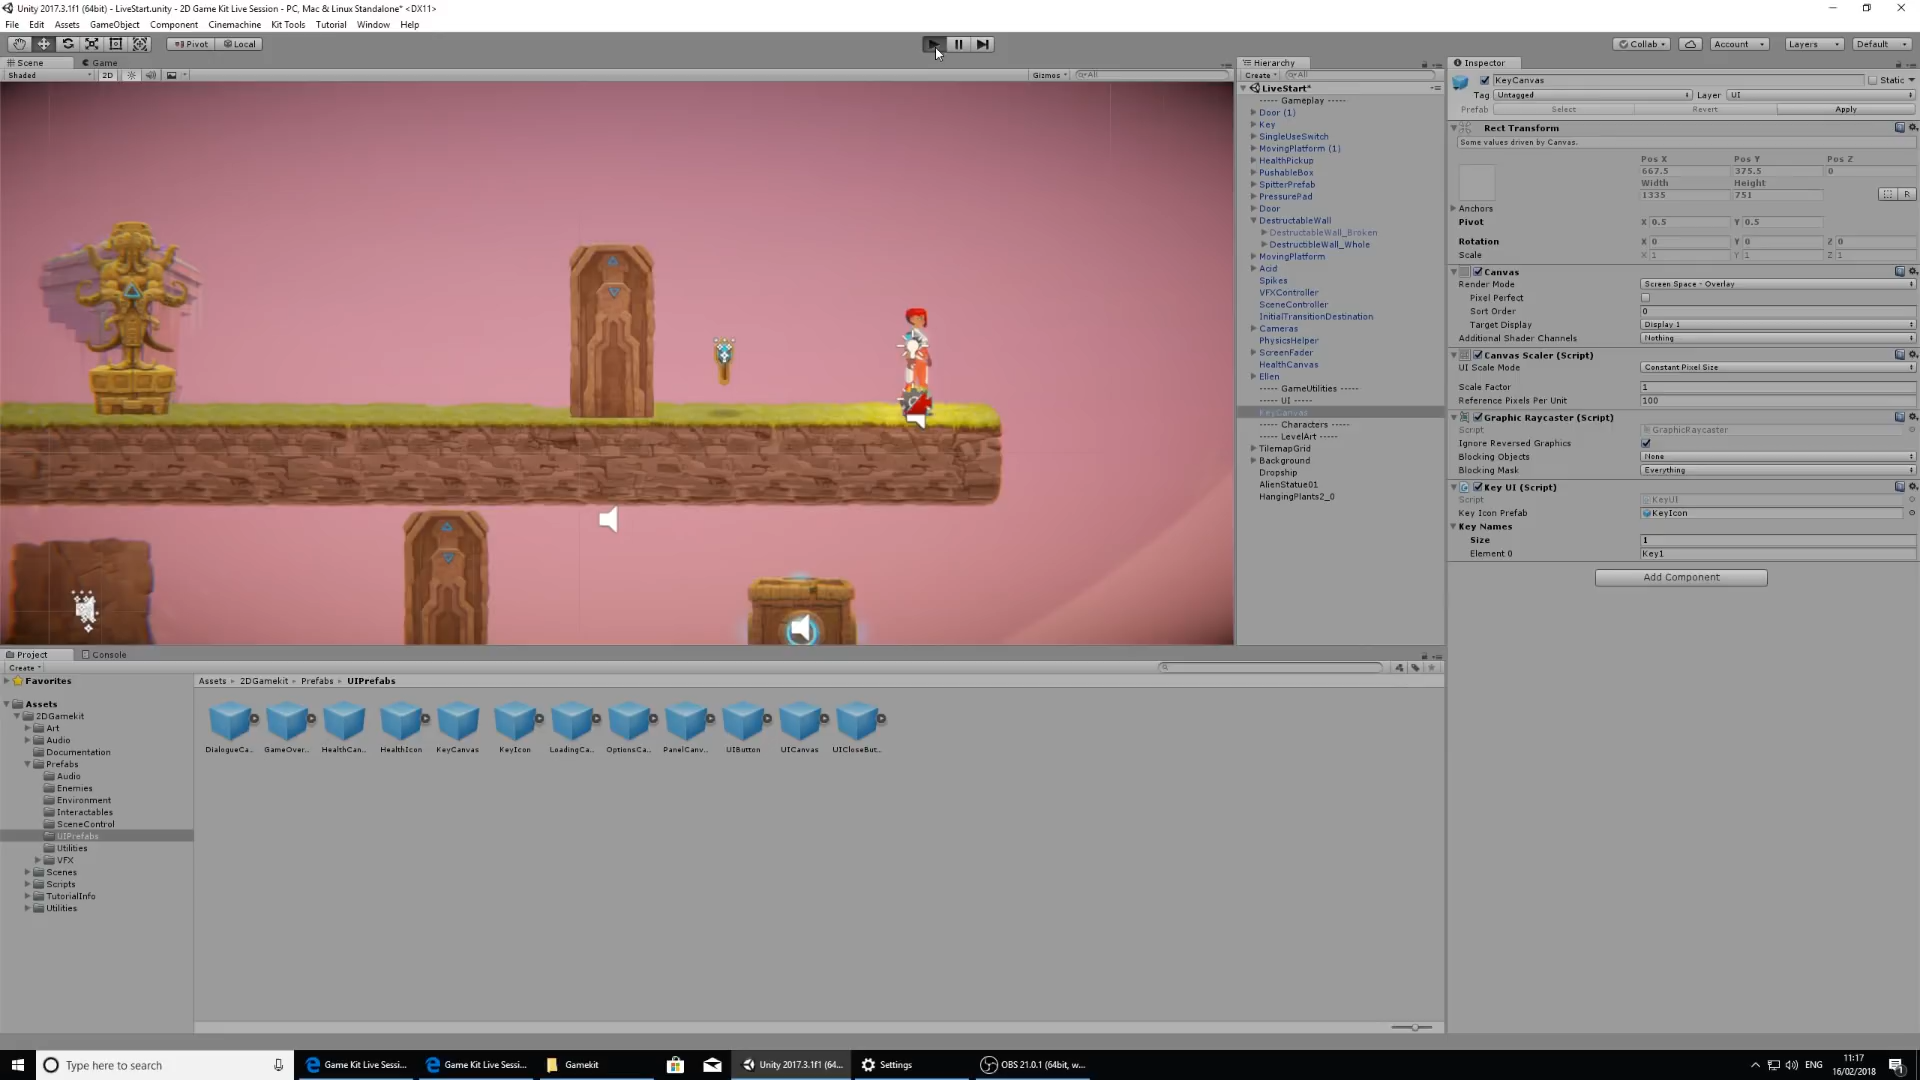 Unity 2017.3.1f1 (64bit) - LiveStart.unity - 2D Game Kit Live Session - PC, Mac & Linux Standalone* <DX11>
File Edit Assets GameObject Component Cinemachine Kit Tools Tutorial Window Help
Pivot Local Collab Account Layers Default
Scene Game
Shaded 2D Gizmos All
Hierarchy
Create All
LiveStart*
----- Gameplay -----
Door (1)
Key
SingleUseSwitch
MovingPlatform (1)
HealthPickup
PushableBox
SpitterPrefab
PressurePad
Door
DestructableWall
DestructableWall_Broken
DestructibleWall_Whole
MovingPlatform
Acid
Spikes
VFXController
SceneController
InitialTransitionDestination
Cameras
PhysicsHelper
ScreenFader
HealthCanvas
Ellen
----- GameUtilities -----
----- UI -----
KeyCanvas
----- Characters -----
----- LevelArt -----
TilemapGrid
Background
Dropship
AlienStatue01
HangingPlants2_0
Inspector
KeyCanvas Static
Tag Untagged Layer UI
Prefab Select Revert Apply
Rect Transform
Some values driven by Canvas.
Pos X Pos Y Pos Z
667.5 375.5 0
Width Height
1335 751 R
Anchors
Pivot X 0.5 Y 0.5
Rotation X 0 Y 0 Z 0
Scale X 1 Y 1 Z 1
Canvas
Render Mode Screen Space - Overlay
Pixel Perfect
Sort Order 0
Target Display Display 1
Additional Shader Channels Nothing
Canvas Scaler (Script)
UI Scale Mode Constant Pixel Size
Scale Factor 1
Reference Pixels Per Unit 100
Graphic Raycaster (Script)
Script GraphicRaycaster
Ignore Reversed Graphics
Blocking Objects None
Blocking Mask Everything
Key UI (Script)
Script KeyUI
Key Icon Prefab KeyIcon
Key Names
Size 1
Element 0 Key1
Add Component
Project Console
Create
Favorites
Assets
2DGamekit
Art
Audio
Documentation
Prefabs
Audio
Enemies
Environment
Interactables
SceneControl
UIPrefabs
Utilities
VFX
Scenes
Scripts
TutorialInfo
Utilities
Assets 2DGamekit Prefabs UIPrefabs
DialogueCa... GameOver... HealthCan... HealthIcon KeyCanvas KeyIcon LoadingCa... OptionsCa... PanelCanv... UIButton UICanvas UICloseBut...
Type here to search
Game Kit Live Sessi... Game Kit Live Sessi... Gamekit Unity 2017.3.1f1 (64... Settings OBS 21.0.1 (64bit, w...
ENG 11:17
16/02/2018